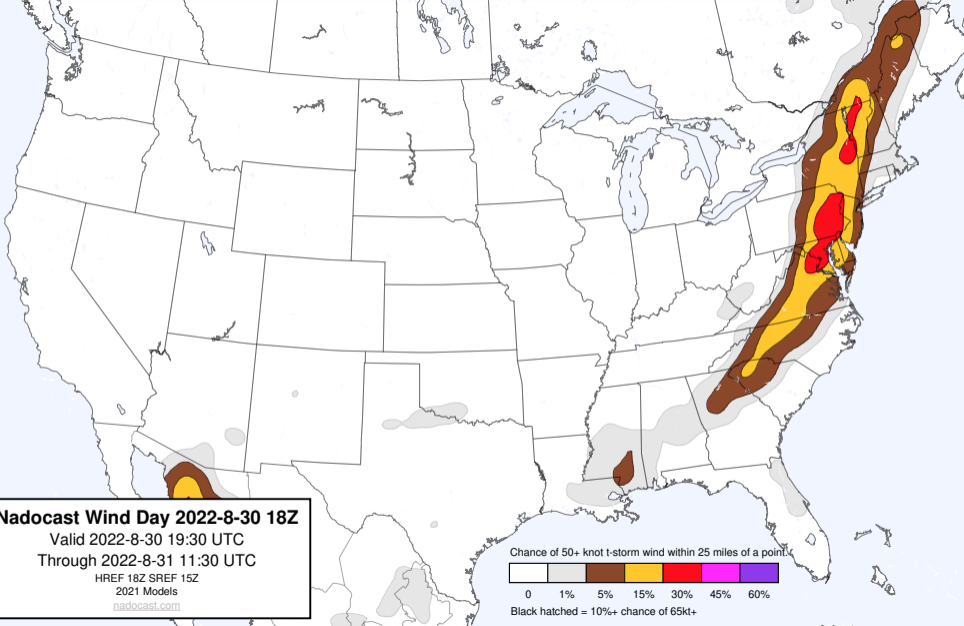 Nadocast Wind Day 2022-8-30 18Z
Valid 2022-8-30 19:30 UTC
Through 2022-8-31 11:30 UTC
HREF 18Z SREF 15Z
2021 Models
nadocast.com
Chance of 50+ knot t-storm wind within 25 miles of a point.
0 1% 5% 15% 30% 45% 60%
Black hatched = 10%+ chance of 65kt+